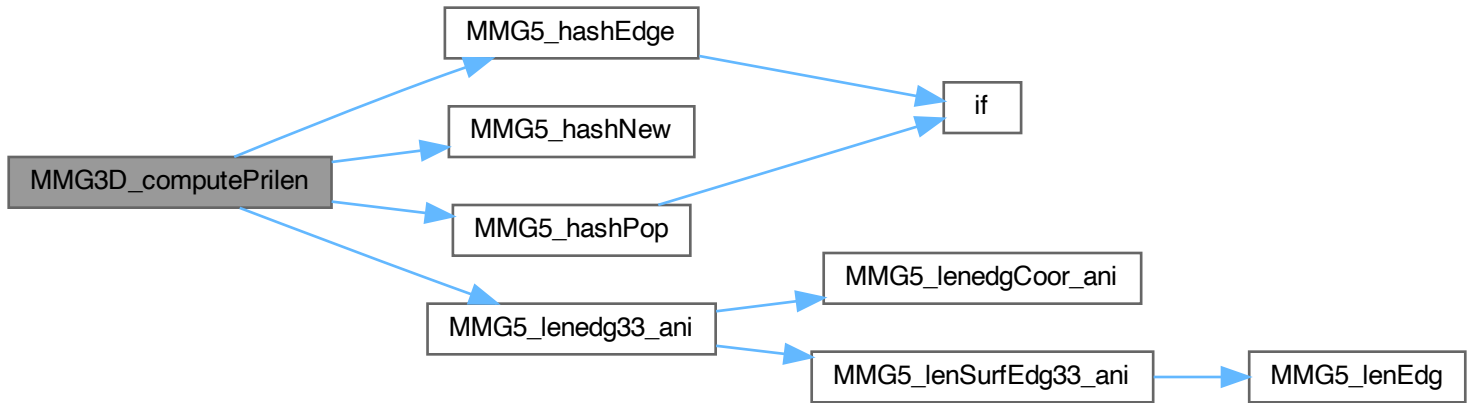 MMG3D_computePrilen
MMG5_hashEdge
MMG5_hashNew
MMG5_hashPop
MMG5_lenedg33_ani
if
MMG5_lenedgCoor_ani
MMG5_lenSurfEdg33_ani
MMG5_lenEdg